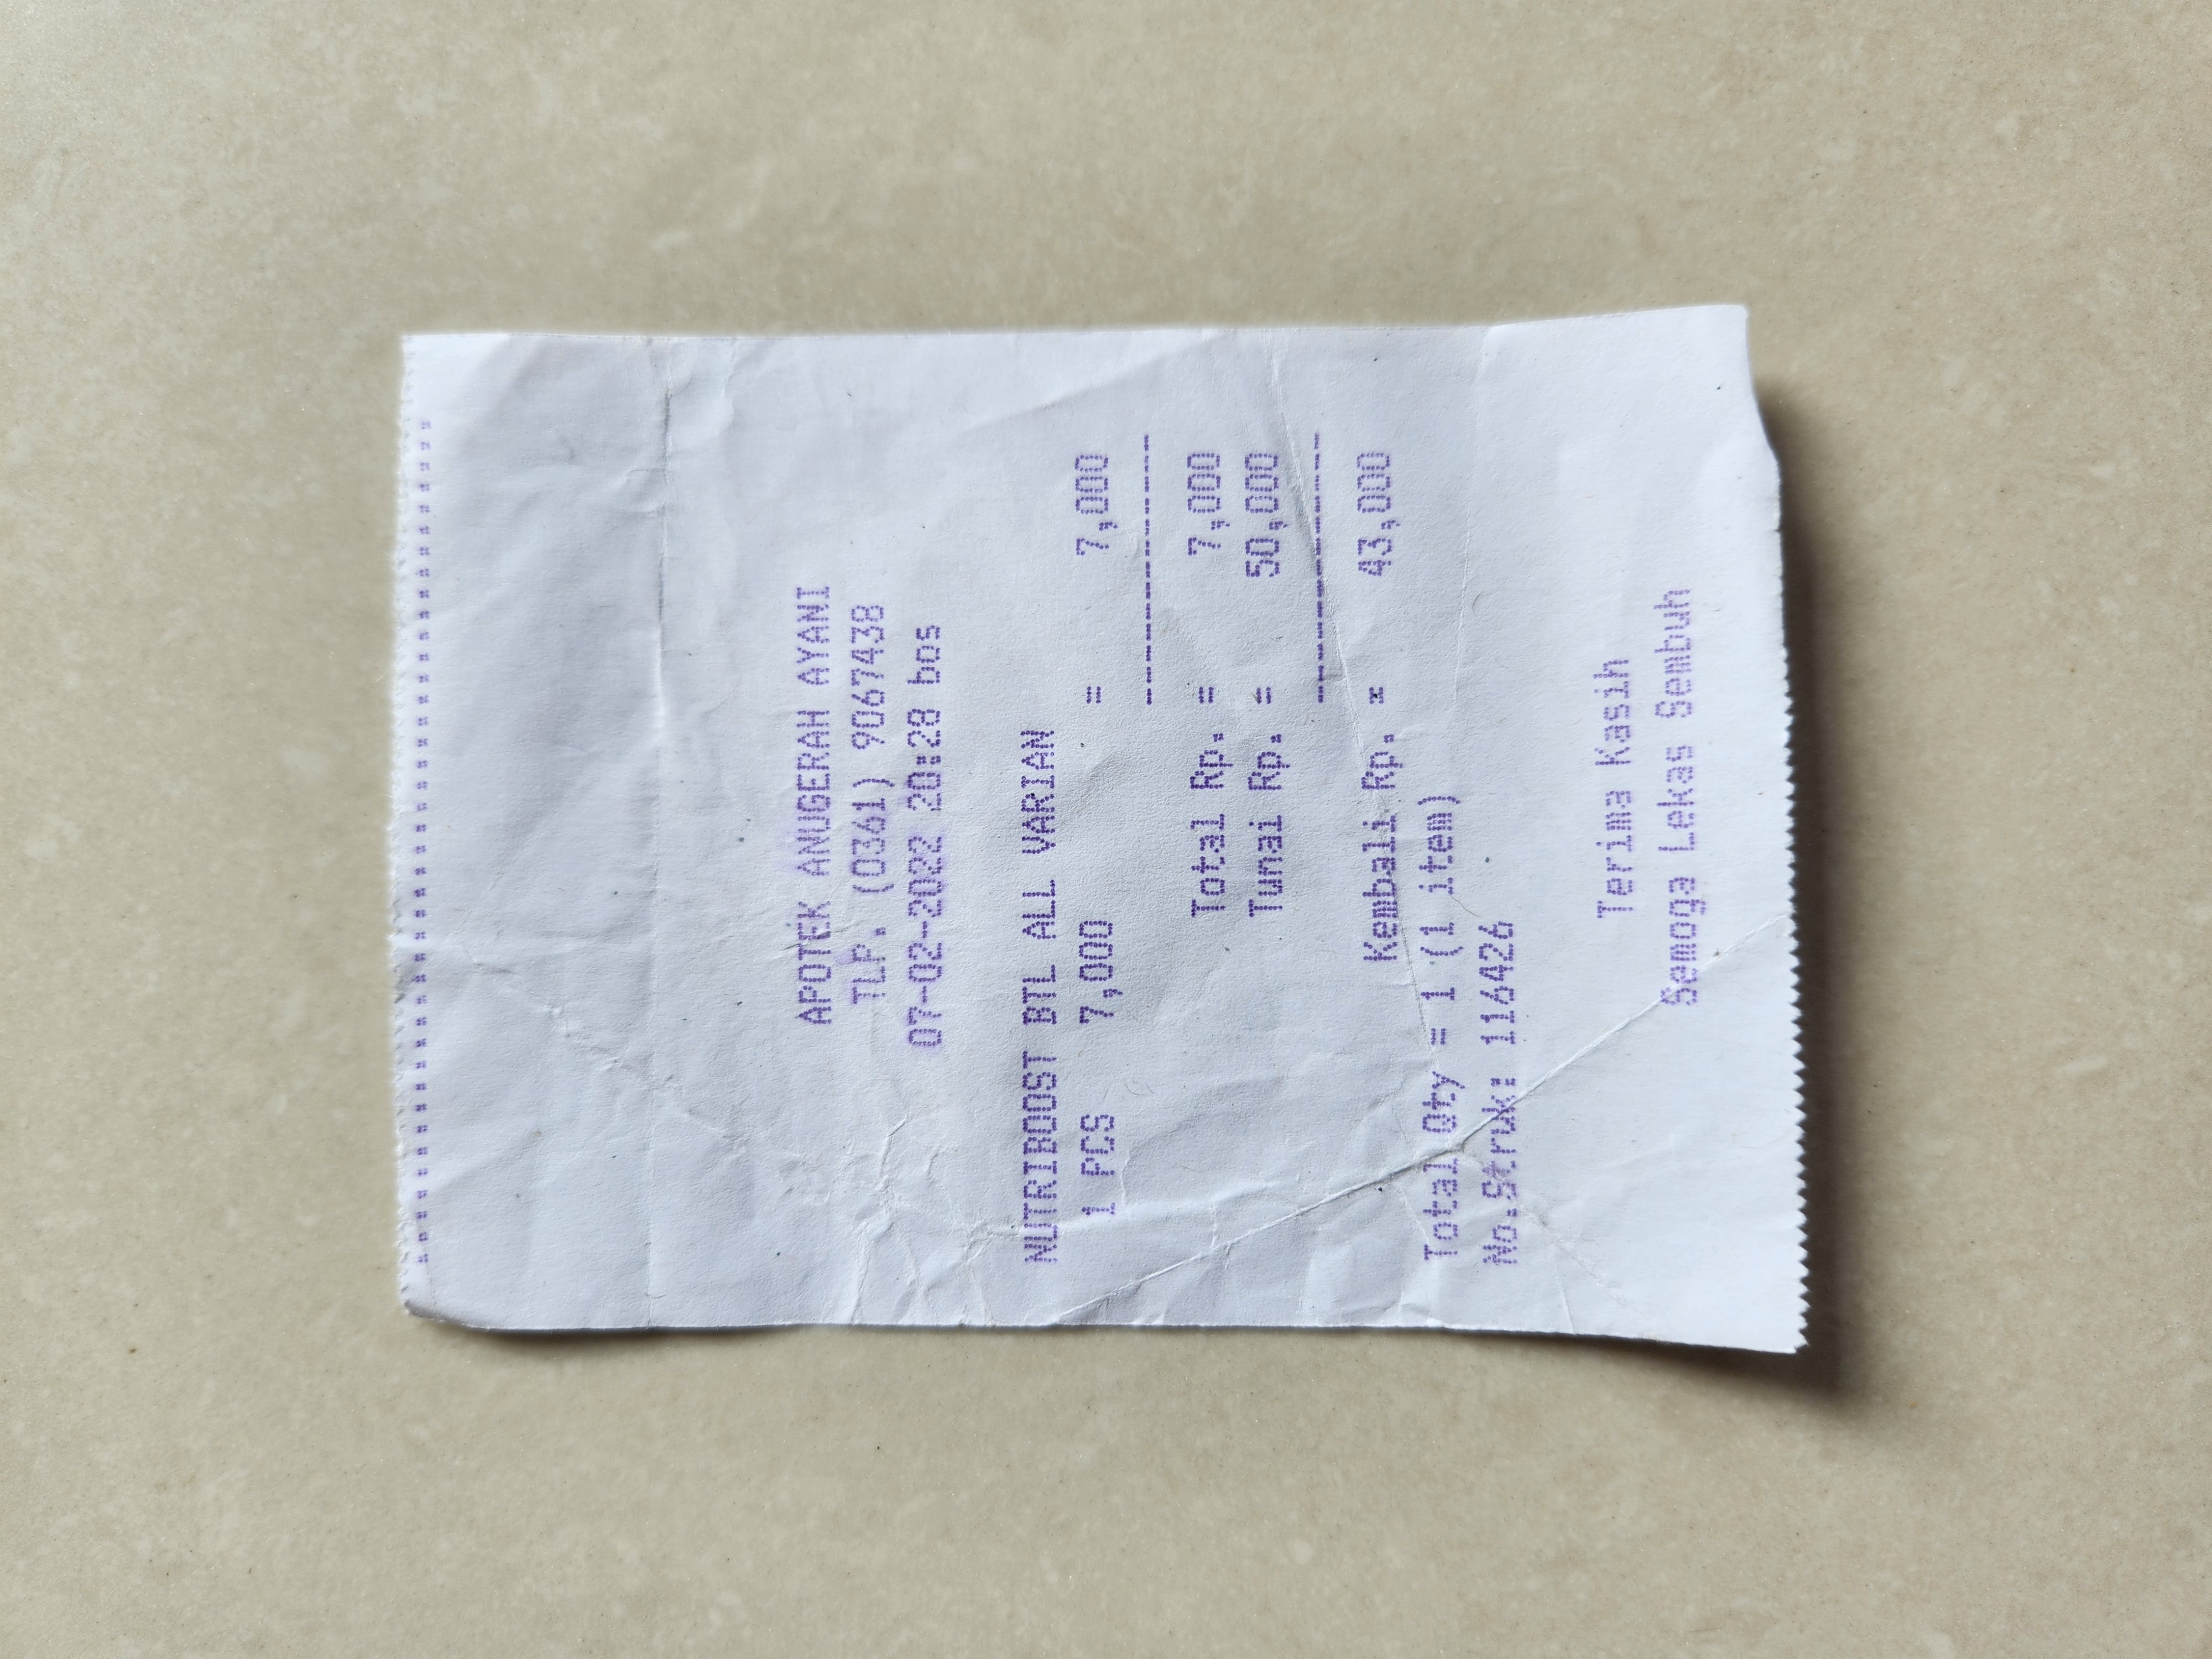 APOTEK ANUGERAH AYANI
TLP. (0361) 9067438
07-02-2022 20:28 bos
NUTRIBOOST BTL ALL VARIAN
1 PCS 7,000 = 7,000
Total Rp. = 7,000
Tunai Rp. = 50,000
Kembali Rp. = 43,000
Total Qty = 1 (1 item)
No.Struk: 116426
Terima Kasih
Semoga Lekas Sembuh